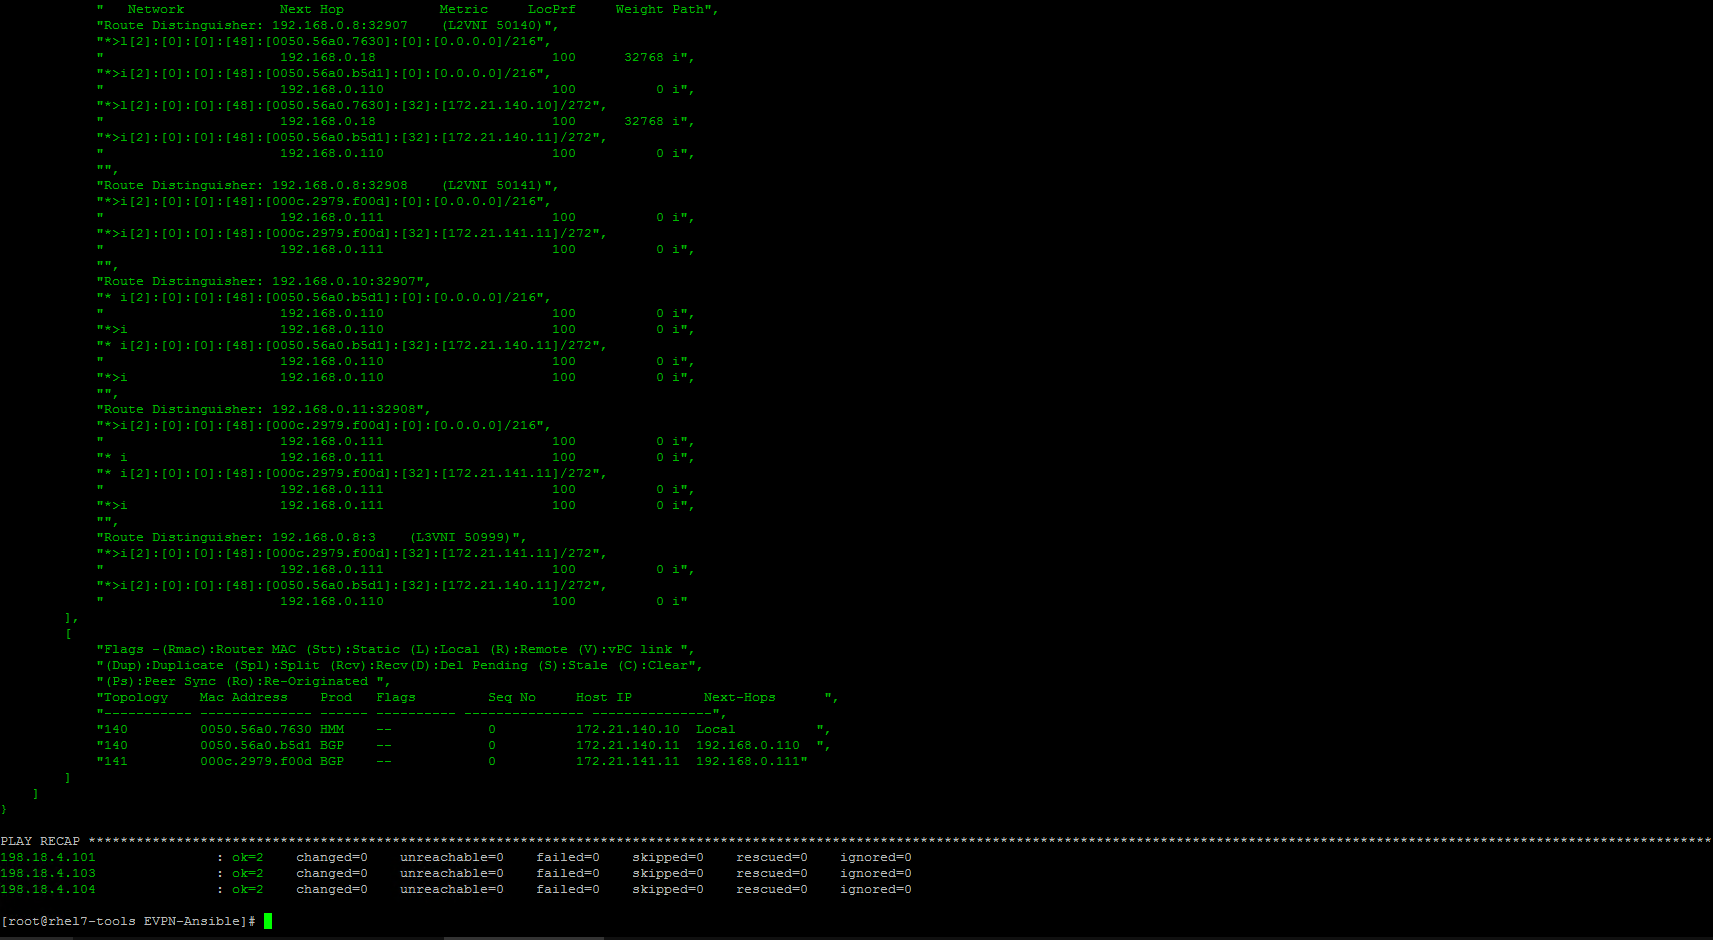 "   Network            Next Hop            Metric     LocPrf     Weight Path",
"Route Distinguisher: 192.168.0.8:32907    (L2VNI 50140)",
"*>l[2]:[0]:[0]:[48]:[0050.56a0.7630]:[0]:[0.0.0.0]/216",
"                      192.168.0.18                      100      32768 i",
"*>i[2]:[0]:[0]:[48]:[0050.56a0.b5d1]:[0]:[0.0.0.0]/216",
"                      192.168.0.110                     100          0 i",
"*>l[2]:[0]:[0]:[48]:[0050.56a0.7630]:[32]:[172.21.140.10]/272",
"                      192.168.0.18                      100      32768 i",
"*>i[2]:[0]:[0]:[48]:[0050.56a0.b5d1]:[32]:[172.21.140.11]/272",
"                      192.168.0.110                     100          0 i",
"",
"Route Distinguisher: 192.168.0.8:32908    (L2VNI 50141)",
"*>i[2]:[0]:[0]:[48]:[000c.2979.f00d]:[0]:[0.0.0.0]/216",
"                      192.168.0.111                     100          0 i",
"*>i[2]:[0]:[0]:[48]:[000c.2979.f00d]:[32]:[172.21.141.11]/272",
"                      192.168.0.111                     100          0 i",
"",
"Route Distinguisher: 192.168.0.10:32907",
"* i[2]:[0]:[0]:[48]:[0050.56a0.b5d1]:[0]:[0.0.0.0]/216",
"                      192.168.0.110                     100          0 i",
"*>i                   192.168.0.110                     100          0 i",
"* i[2]:[0]:[0]:[48]:[0050.56a0.b5d1]:[32]:[172.21.140.11]/272",
"                      192.168.0.110                     100          0 i",
"*>i                   192.168.0.110                     100          0 i",
"",
"Route Distinguisher: 192.168.0.11:32908",
"*>i[2]:[0]:[0]:[48]:[000c.2979.f00d]:[0]:[0.0.0.0]/216",
"                      192.168.0.111                     100          0 i",
"* i                   192.168.0.111                     100          0 i",
"* i[2]:[0]:[0]:[48]:[000c.2979.f00d]:[32]:[172.21.141.11]/272",
"                      192.168.0.111                     100          0 i",
"*>i                   192.168.0.111                     100          0 i",
"",
"Route Distinguisher: 192.168.0.8:3    (L3VNI 50999)",
"*>i[2]:[0]:[0]:[48]:[000c.2979.f00d]:[32]:[172.21.141.11]/272",
"                      192.168.0.111                     100          0 i",
"*>i[2]:[0]:[0]:[48]:[0050.56a0.b5d1]:[32]:[172.21.140.11]/272",
"                      192.168.0.110                     100          0 i"
],
[
"Flags -(Rmac):Router MAC (Stt):Static (L):Local (R):Remote (V):vPC link ",
"(Dup):Duplicate (Spl):Split (Rcv):Recv(D):Del Pending (S):Stale (C):Clear",
"(Ps):Peer Sync (Ro):Re-Originated ",
"Topology    Mac Address    Prod   Flags         Seq No     Host IP         Next-Hops      ",
"----------- -------------- ------ ---------- --------------- ---------------",
"140         0050.56a0.7630 HMM    --            0          172.21.140.10  Local          ",
"140         0050.56a0.b5d1 BGP    --            0          172.21.140.11  192.168.0.110  ",
"141         000c.2979.f00d BGP    --            0          172.21.141.11  192.168.0.111"
]
]
}
PLAY RECAP ***********************************************************************************************************************************************************************************************************
198.18.4.101               : ok=2    changed=0    unreachable=0    failed=0    skipped=0    rescued=0    ignored=0
198.18.4.103               : ok=2    changed=0    unreachable=0    failed=0    skipped=0    rescued=0    ignored=0
198.18.4.104               : ok=2    changed=0    unreachable=0    failed=0    skipped=0    rescued=0    ignored=0
[root@rhel7-tools EVPN-Ansible]#